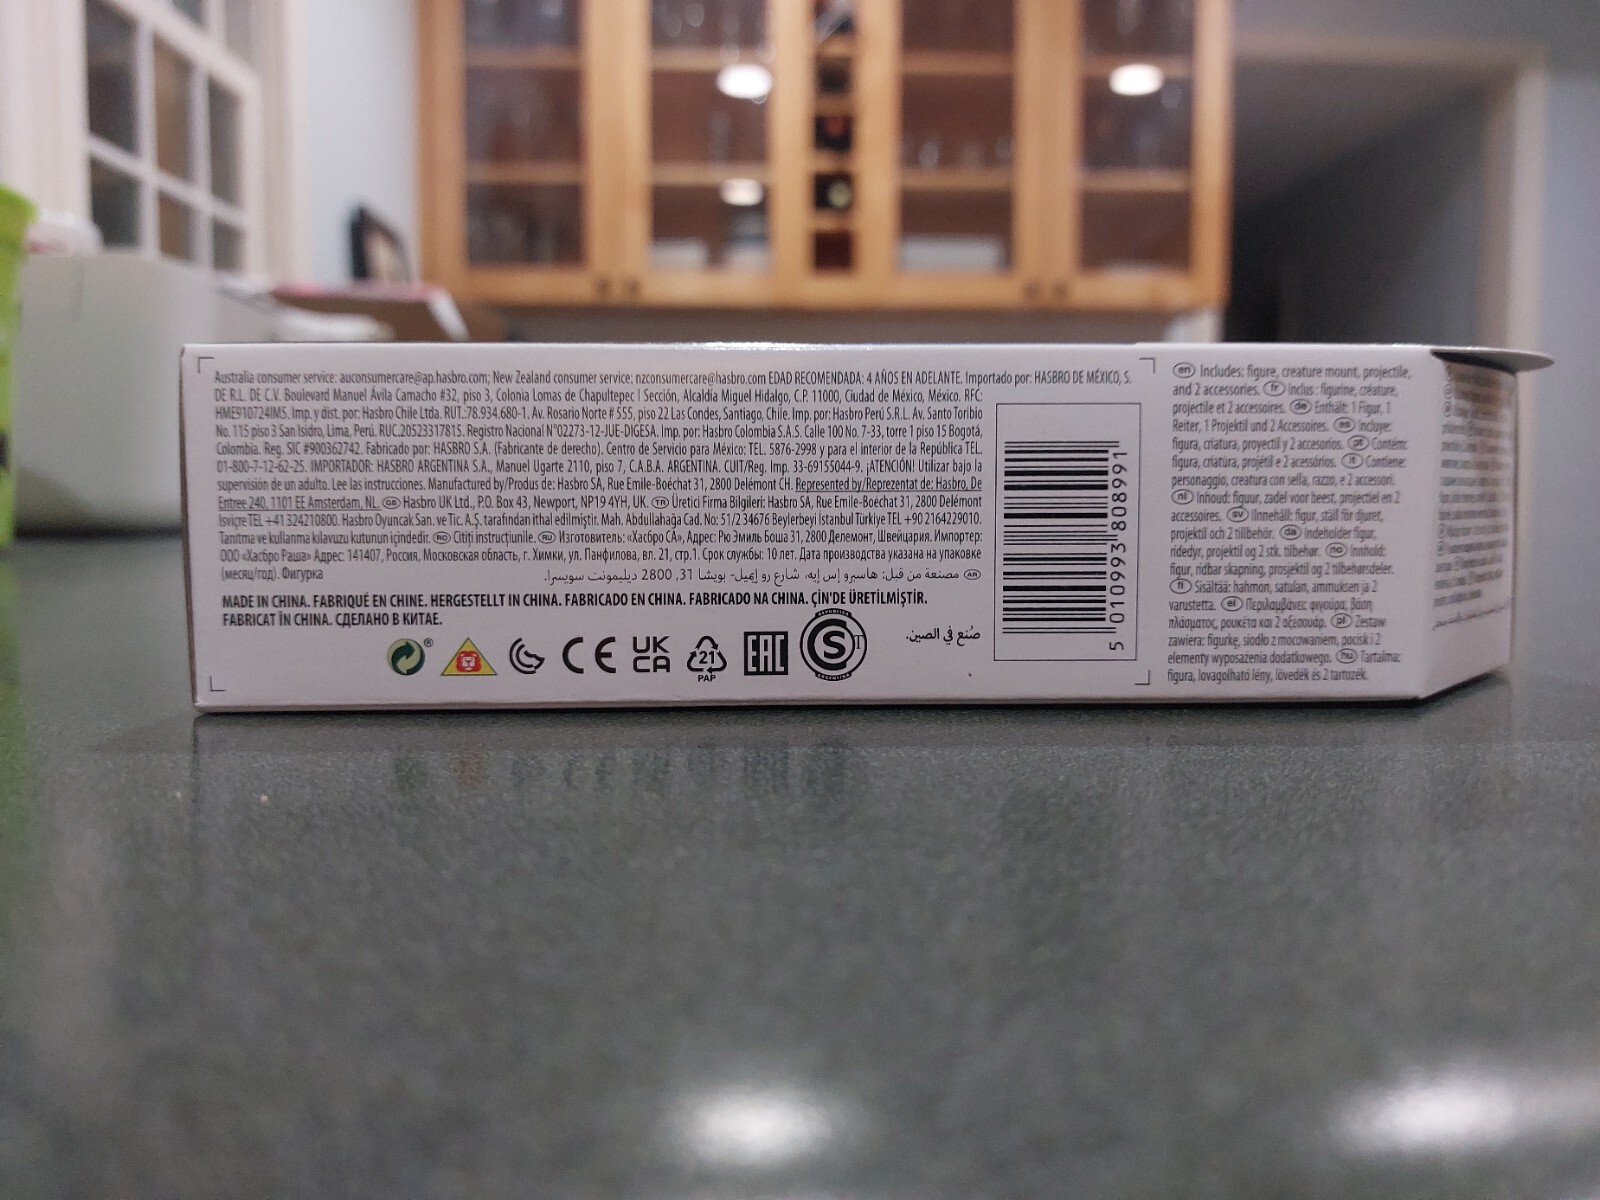 Australia consumer service: auconsumercare@ap.hasbro.com; New Zealand consumer service: nzconsumercare@hasbro.com EDAD RECOMENDADA: 4 AÑOS EN ADELANTE. Importado por: HASBRO DE MÉXICO, S.
DE R.L. DE C.V. Boulevard Manuel Ávila Camacho #32, piso 3, Colonia Lomas de Chapultepec I Sección, Alcaldía Miguel Hidalgo, C.P. 11000, Ciudad de México, México. RFC:
HME910724IM5. Imp. y dist. por: Hasbro Chile Ltda. RUT.:78.934.680-1. Av. Rosario Norte # 555, piso 22 Las Condes, Santiago, Chile. Imp. por: Hasbro Perú S.R.L. Av. Santo Toribio
No. 115 piso 3 San Isidro, Lima, Perú. RUC.20523317815. Registro Nacional N°02273-12-JUE-DIGESA. Imp. por: Hasbro Colombia S.A.S. Calle 100 No. 7-33, torre 1 piso 15 Bogotá,
Colombia. Reg. SIC #900362742. Fabricado por: HASBRO S.A. (Fabricante de derecho). Centro de Servicio para México: TEL. 5876-2998 y para el interior de la República TEL.
01-800-7-12-62-25. IMPORTADOR: HASBRO ARGENTINA S.A., Manuel Ugarte 2110, piso 7, C.A.B.A. ARGENTINA. CUIT/Reg. Imp. 33-69155044-9. ¡ATENCIÓN! Utilizar bajo la
supervisión de un adulto. Lee las instrucciones. Manufactured by/Produs de: Hasbro SA, Rue Emile-Boéchat 31, 2800 Delémont CH. Represented by/Reprezentat de: Hasbro, De
Entree 240, 1101 EE Amsterdam, NL. GB Hasbro UK Ltd., P.O. Box 43, Newport, NP19 4YH, UK. TR Üretici Firma Bilgileri: Hasbro SA, Rue Emile-Boéchat 31, 2800 Delémont
İsviçre TEL +41 324210800. Hasbro Oyuncak San. ve Tic. A.Ş. tarafından ithal edilmiştir. Mah. Abdullahağa Cad. No: 51/2 34676 Beylerbeyi İstanbul Türkiye TEL +90 2164229010.
Tanıtma ve kullanma kılavuzu kutunun içindedir. RO Citiți instrucțiunile. RU Изготовитель: «Хасбро СА», Адрес: Рю Эмиль Боша 31, 2800 Делемонт, Швейцария. Импортер:
ООО «Хасбро Раша» Адрес: 141407, Россия, Московская область, г. Химки, ул. Панфилова, вл. 21, стр.1. Срок службы: 10 лет. Дата производства указана на упаковке
(месяц/год). Фигурка
AR مصنعة من قبل: هاسبرو إس إيه، شارع رو إميل- بويشا 31, 2800 ديليمونت سويسرا.
MADE IN CHINA. FABRIQUÉ EN CHINE. HERGESTELLT IN CHINA. FABRICADO EN CHINA. FABRICADO NA CHINA. ÇİN'DE ÜRETİLMİŞTİR.
FABRICAT ÎN CHINA. СДЕЛАНО В КИТАЕ.
صُنع في الصين.
® CE UK CA 21 PAP EAC S T
5 010993 808991
en Includes: figure, creature mount, projectile,
and 2 accessories. fr Inclus : figurine, créature,
projectile et 2 accessoires. de Enthält: 1 Figur, 1
Reiter, 1 Projektil und 2 Accessoires. es Incluye:
figura, criatura, proyectil y 2 accesorios. pt Contém:
figura, criatura, projétil e 2 acessórios. it Contiene:
personaggio, creatura con sella, razzo, e 2 accessori.
nl Inhoud: figuur, zadel voor beest, projectiel en 2
accessoires. sv Innehåll: figur, ställ för djuret,
projektil och 2 tillbehör. da Indeholder figur,
ridedyr, projektil og 2 stk. tilbehør. no Innhold:
figur, ridbar skapning, prosjektil og 2 tilbehørsdeler.
fi Sisältää: hahmon, satulan, ammuksen ja 2
varustetta. el Περιλαμβάνει: φιγούρα, βάση
πλάσματος, ρουκέτα και 2 αξεσουάρ. pl Zestaw
zawiera: figurkę, siodło z mocowaniem, pocisk i 2
elementy wyposażenia dodatkowego. hu Tartalma:
figura, lovagolható lény, lövedék és 2 tartozék.